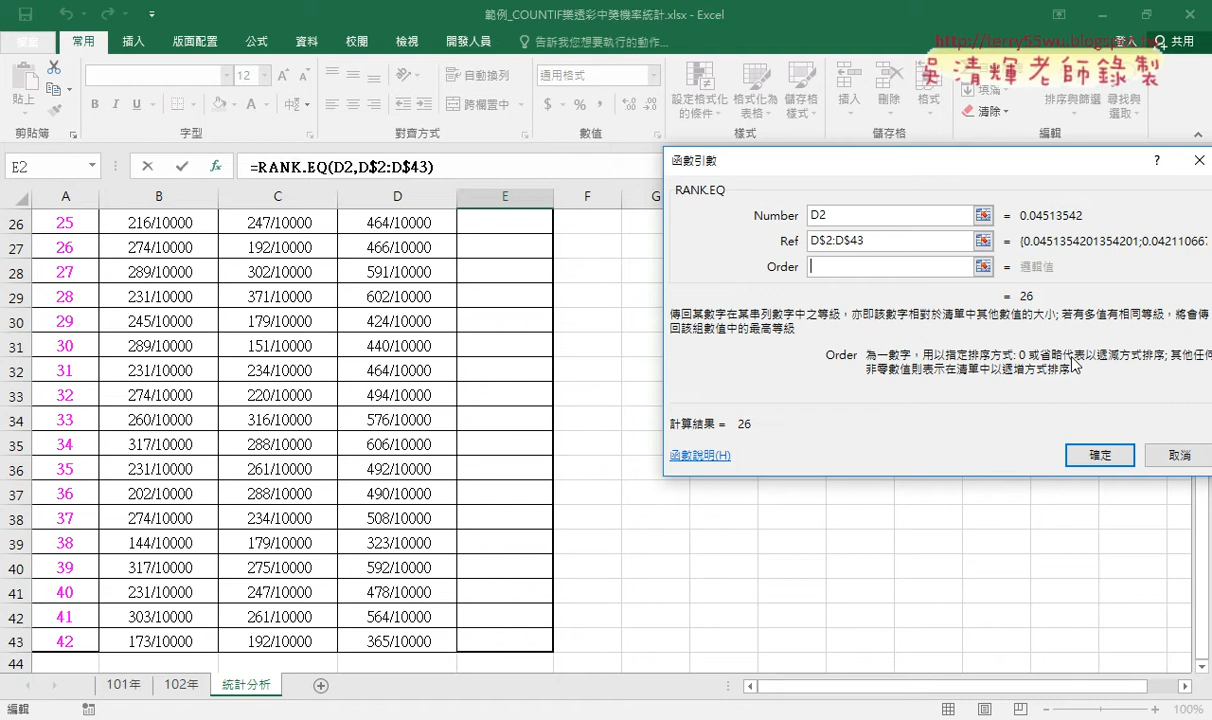 範例_COUNTIF樂透彩中獎機率統計.xlsx - Excel
常用 插入 版面配置 公式 資料 校閱 檢視 開發人員 告訴我您想要執行的動作... 登入 共用
http://terry55wu.blogspot.tw
吳清輝老師錄製
貼上 12 自動換列 通用格式 設定格式化的條件 格式化為表格 儲存格樣式 插入 刪除 格式 填滿 排序與篩選 尋找與選取
B I U 跨欄置中 $ % , 清除
剪貼簿 字型 對齊方式 數值 樣式 儲存格 編輯
E2 fx =RANK.EQ(D2,D$2:D$43)
A B C D E F G
26 25 216/10000 247/10000 464/10000
27 26 274/10000 192/10000 466/10000
28 27 289/10000 302/10000 591/10000
29 28 231/10000 371/10000 602/10000
30 29 245/10000 179/10000 424/10000
31 30 289/10000 151/10000 440/10000
32 31 231/10000 234/10000 464/10000
33 32 274/10000 220/10000 494/10000
34 33 260/10000 316/10000 576/10000
35 34 317/10000 288/10000 606/10000
36 35 231/10000 261/10000 492/10000
37 36 202/10000 288/10000 490/10000
38 37 274/10000 234/10000 508/10000
39 38 144/10000 179/10000 323/10000
40 39 317/10000 275/10000 592/10000
41 40 231/10000 247/10000 478/10000
42 41 303/10000 261/10000 564/10000
43 42 173/10000 192/10000 365/10000
44
函數引數 ?
RANK.EQ
Number D2 = 0.04513542
Ref D$2:D$43 = {0.0451354201354201;0.042110667
Order = 邏輯值
= 26
傳回某數字在某串列數字中之等級，亦即該數字相對於清單中其他數值的大小; 若有多值有相同等級，將會傳
回該組數值中的最高等級
Order 為一數字，用以指定排序方式: 0 或省略代表以遞減方式排序; 其他任何
非零數值則表示在清單中以遞增方式排序
計算結果 = 26
函數說明(H) 確定 取消
101年 102年 統計分析
編輯 100%